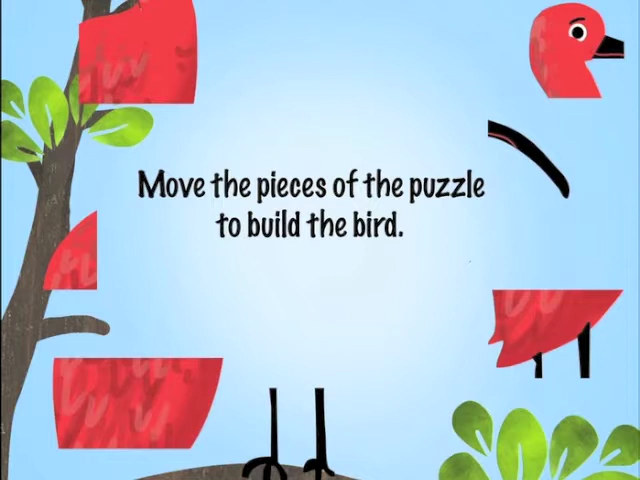 Move the pieces of the puzzle
to build the bird.